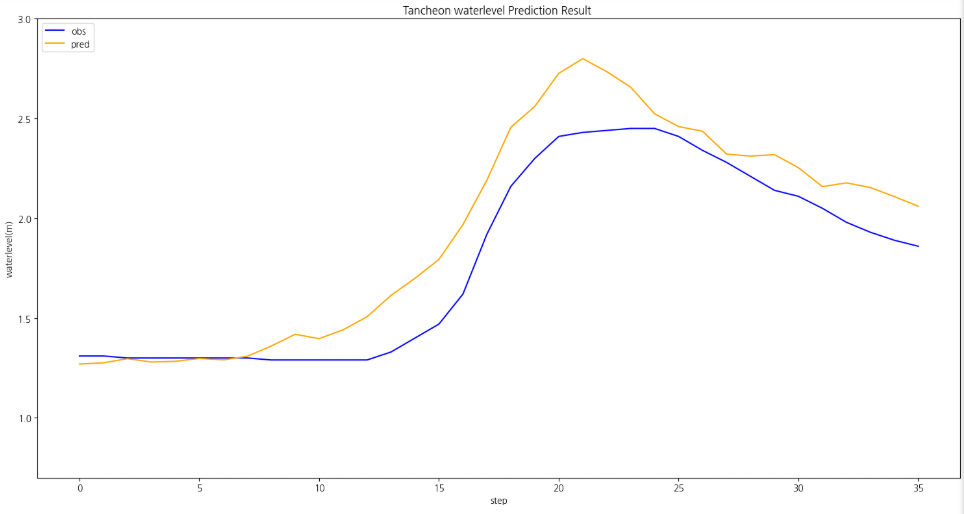 Tancheon waterlevel Prediction Result
obs
pred
3.0
2.5
2.0
1.5
1.0
waterlevel(m)
0 5 10 15 20 25 30 35
step